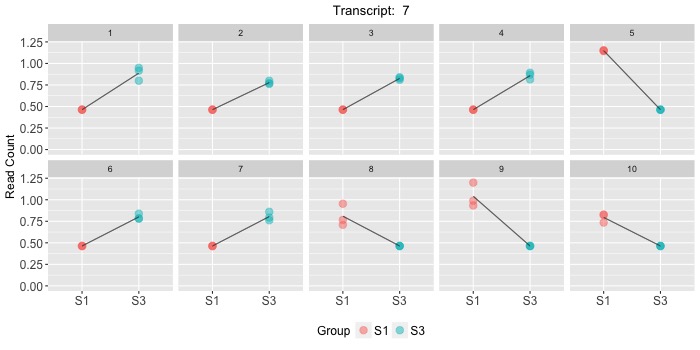 Transcript: 7
1 2 3 4 5
1.25
1.00
0.75
0.50
0.25
0.00
Read Count
6 7 8 9 10
1.25
1.00
0.75
0.50
0.25
0.00
S1 S3 S1 S3 S1 S3 S1 S3 S1 S3
Group S1 S3